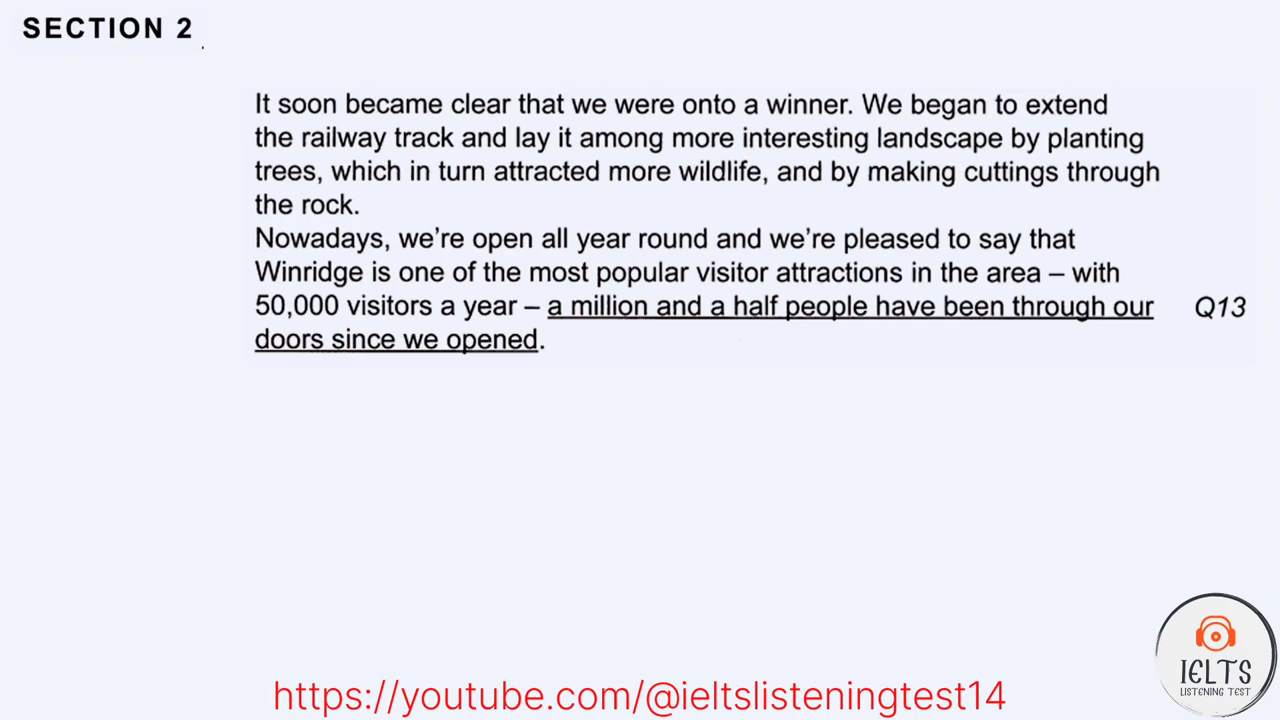 SECTION 2
It soon became clear that we were onto a winner. We began to extend
the railway track and lay it among more interesting landscape by planting
trees, which in turn attracted more wildlife, and by making cuttings through
the rock.
Nowadays, we're open all year round and we're pleased to say that
Winridge is one of the most popular visitor attractions in the area – with
50,000 visitors a year – a million and a half people have been through our
doors since we opened.
Q13
IELTS
LISTENING TEST
https://youtube.com/@ieltslisteningtest14